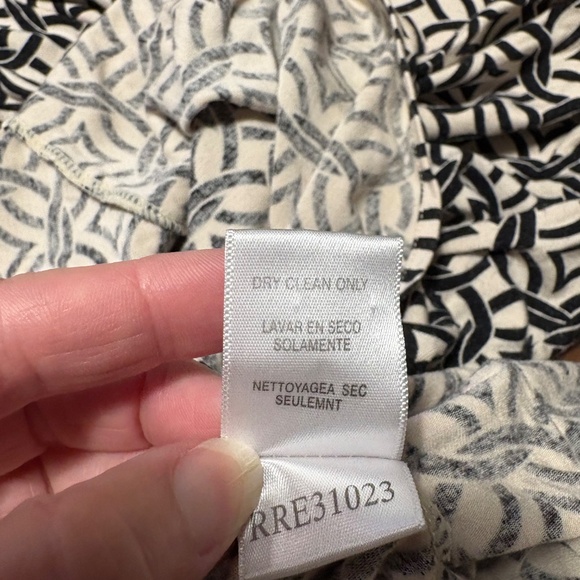 DRY CLEAN ONLY
LAVAR EN SECO
SOLAMENTE
NETTOYAGEA SEC
SEULEMNT
RRE31023